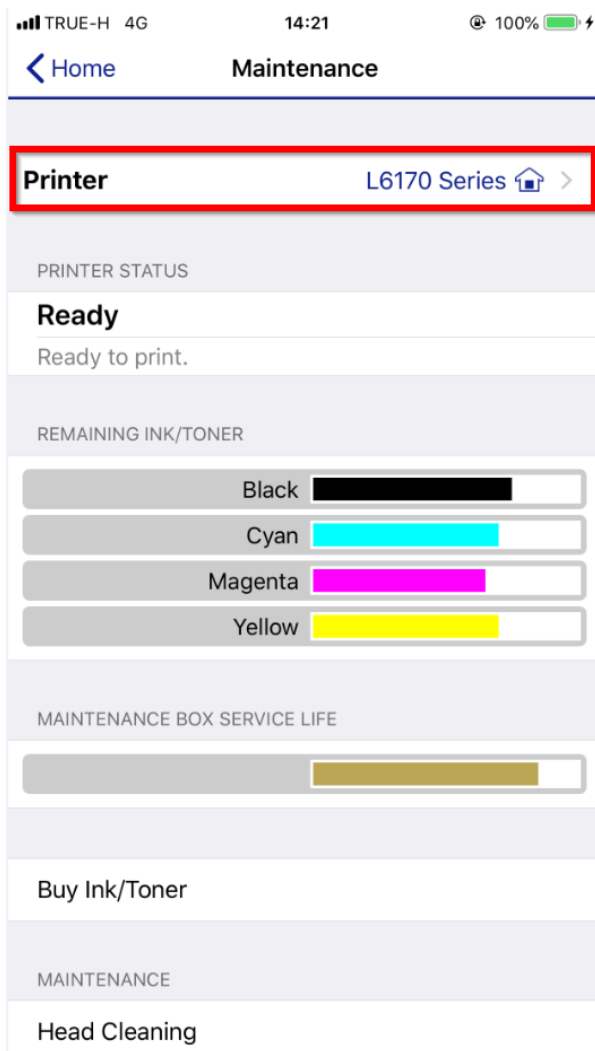 TRUE-H 4G 14:21 100%
Home Maintenance
Printer L6170 Series
PRINTER STATUS
Ready
Ready to print.
REMAINING INK/TONER
Black
Cyan
Magenta
Yellow
MAINTENANCE BOX SERVICE LIFE
Buy Ink/Toner
MAINTENANCE
Head Cleaning